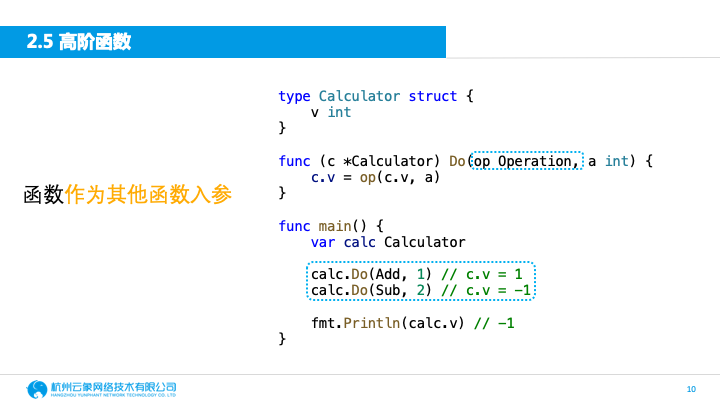 2.5 高阶函数
函数作为其他函数入参
type Calculator struct {
    v int
}
func (c *Calculator) Do(op Operation, a int) {
    c.v = op(c.v, a)
}
func main() {
    var calc Calculator
    calc.Do(Add, 1) // c.v = 1
    calc.Do(Sub, 2) // c.v = -1
    fmt.Println(calc.v) // -1
}
杭州云象网络技术有限公司
HANGZHOU YUNPHANT NETWORK TECHNOLOGY CO. LTD
10